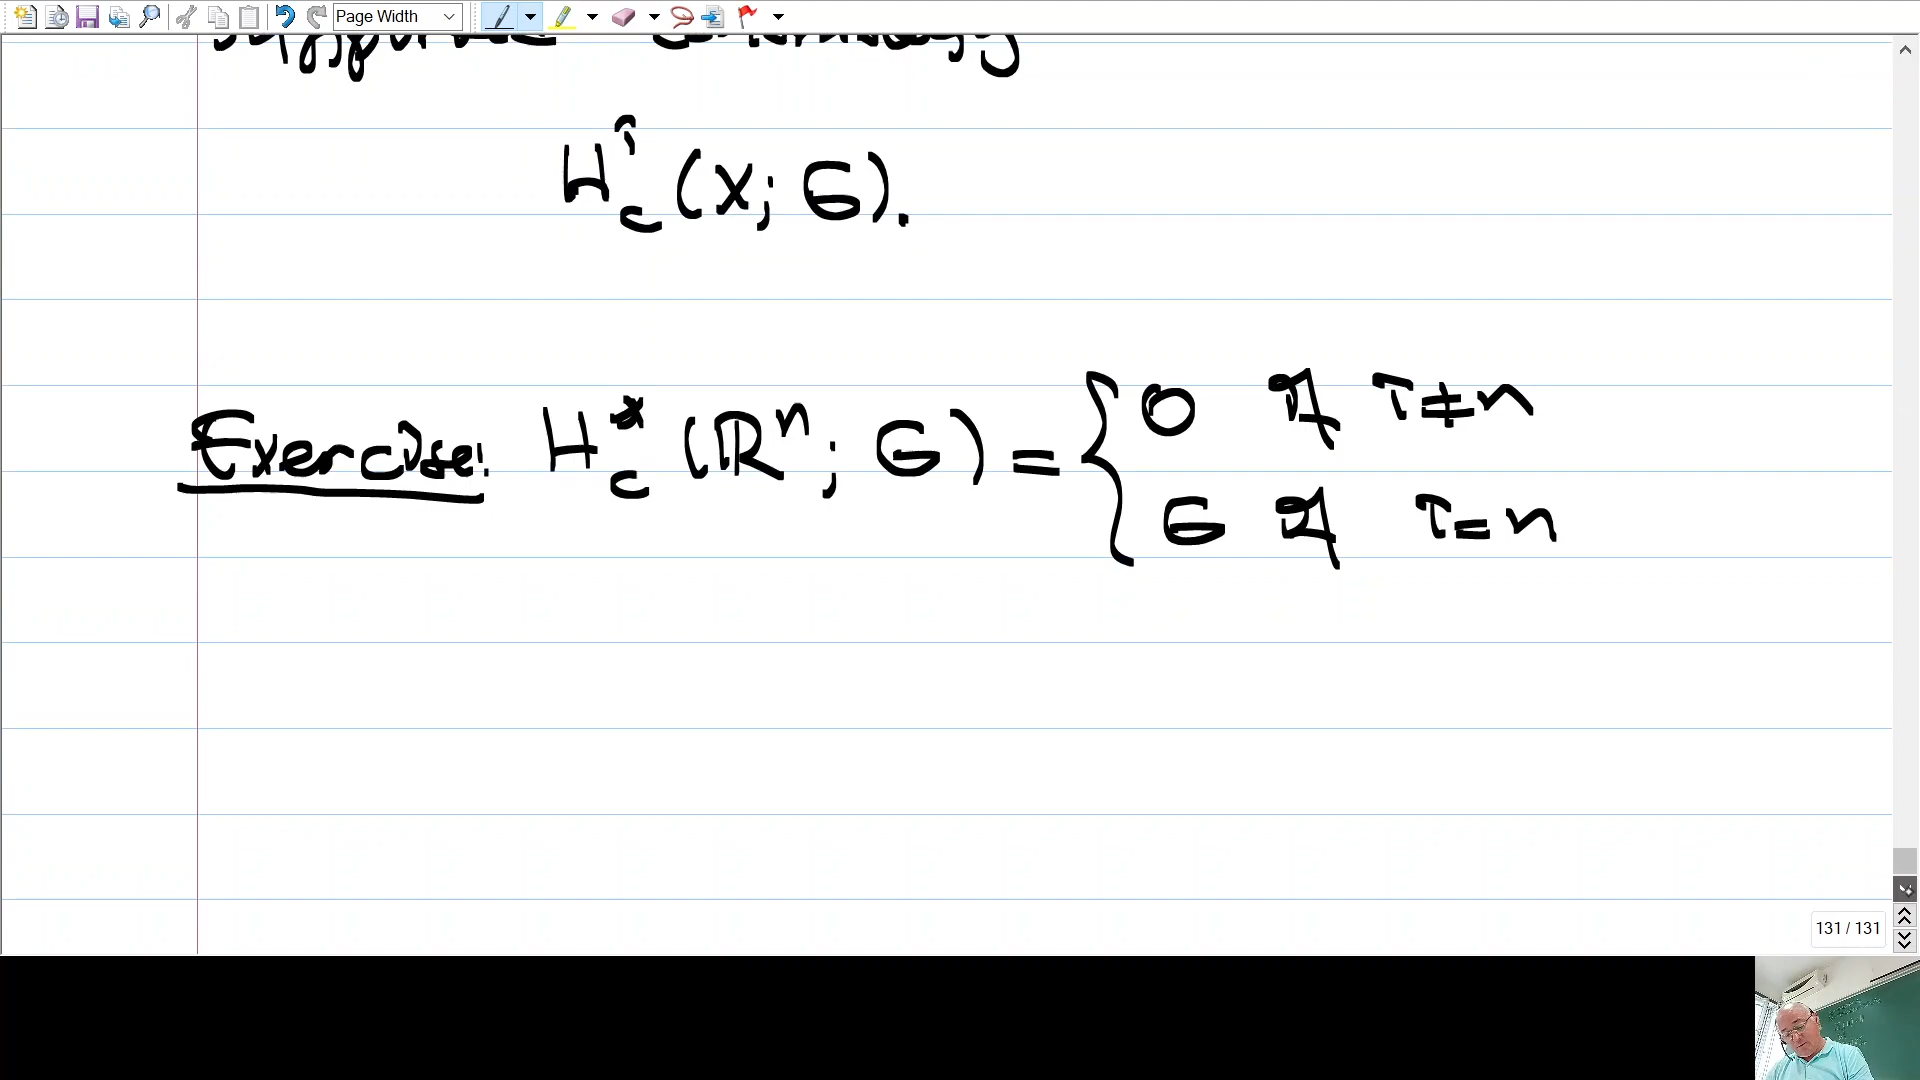 Page Width
H^i_c (X; G).
Exercise: H^*_c (ℝ^n; G) = { 0 if i ≠ n
G if i = n
131 / 131